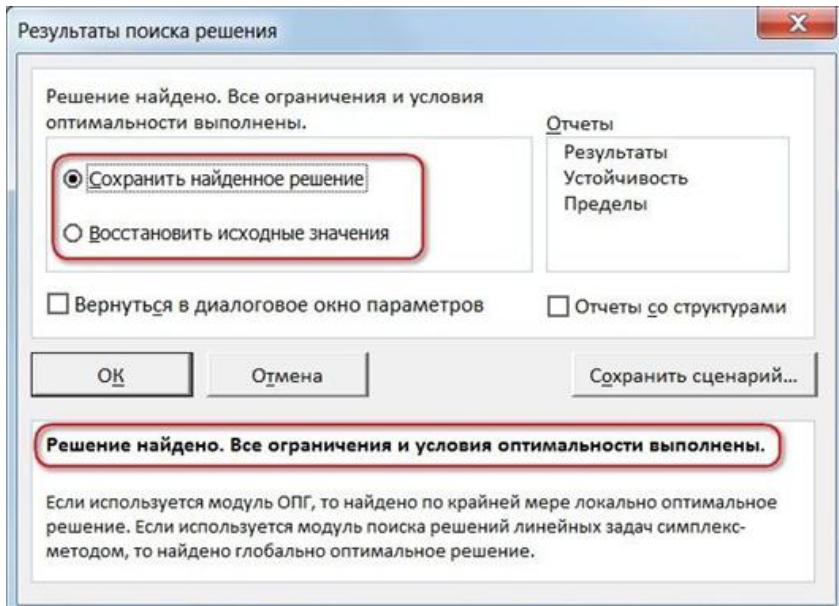 Результаты поиска решения
Решение найдено. Все ограничения и условия
оптимальности выполнены.
Отчеты
Результаты
Устойчивость
Пределы
Сохранить найденное решение
Восстановить исходные значения
Вернуться в диалоговое окно параметров
Отчеты со структурами
ОК
Отмена
Сохранить сценарий...
Решение найдено. Все ограничения и условия оптимальности выполнены.
Если используется модуль ОПГ, то найдено по крайней мере локально оптимальное
решение. Если используется модуль поиска решений линейных задач симплекс-
методом, то найдено глобально оптимальное решение.